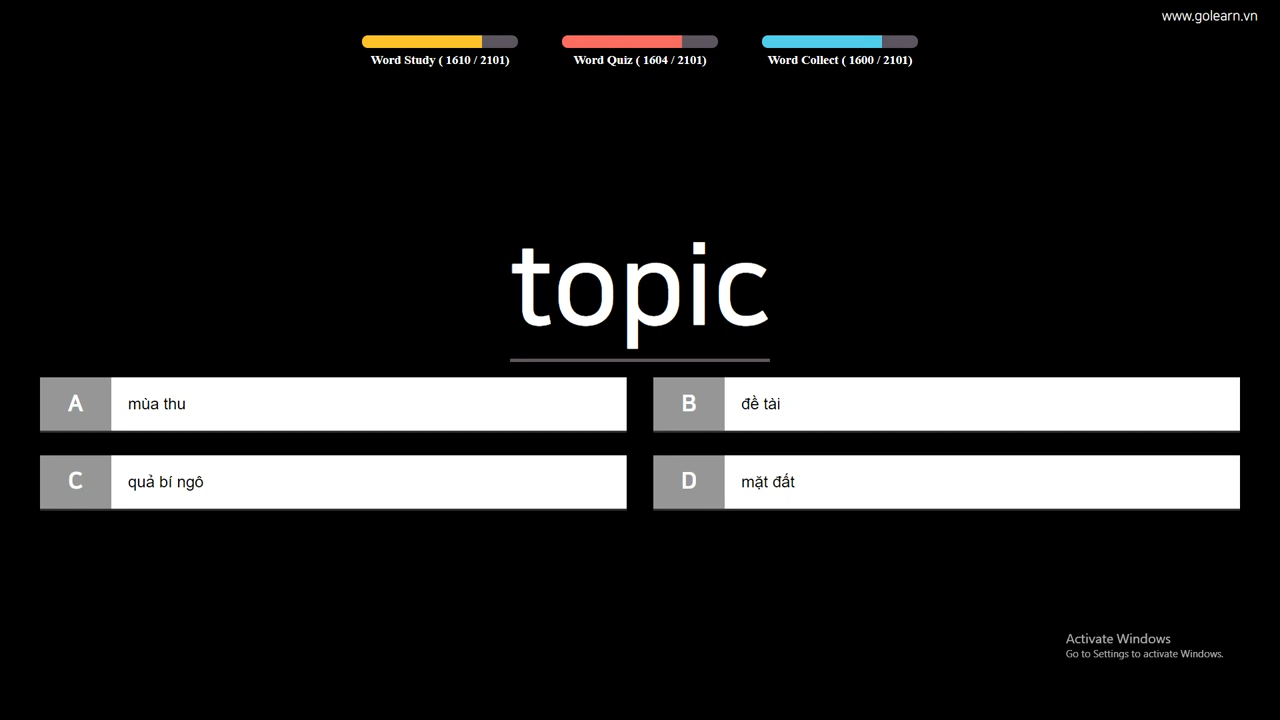 www.golearn.vn
Word Study ( 1610 / 2101)
Word Quiz ( 1604 / 2101)
Word Collect ( 1600 / 2101)
topic
A mùa thu
B đề tài
C quả bí ngô
D mặt đất
Activate Windows
Go to Settings to activate Windows.